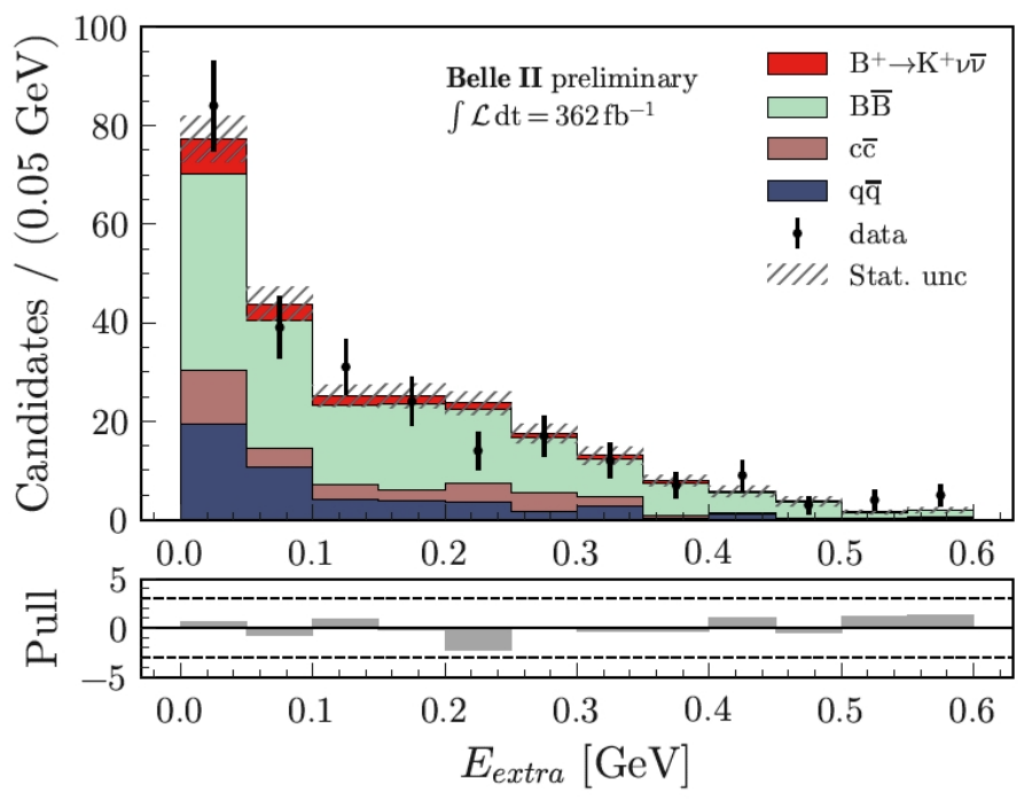 Candidates / (0.05 GeV)
100
80
60
40
20
0
Belle II preliminary
∫ ℒ dt = 362 fb⁻¹
B⁺→K⁺νν̅
BB̅
cc̅
qq̅
data
Stat. unc
0.0 0.1 0.2 0.3 0.4 0.5 0.6
Pull
5
0
−5
0.0 0.1 0.2 0.3 0.4 0.5 0.6
E_extra [GeV]